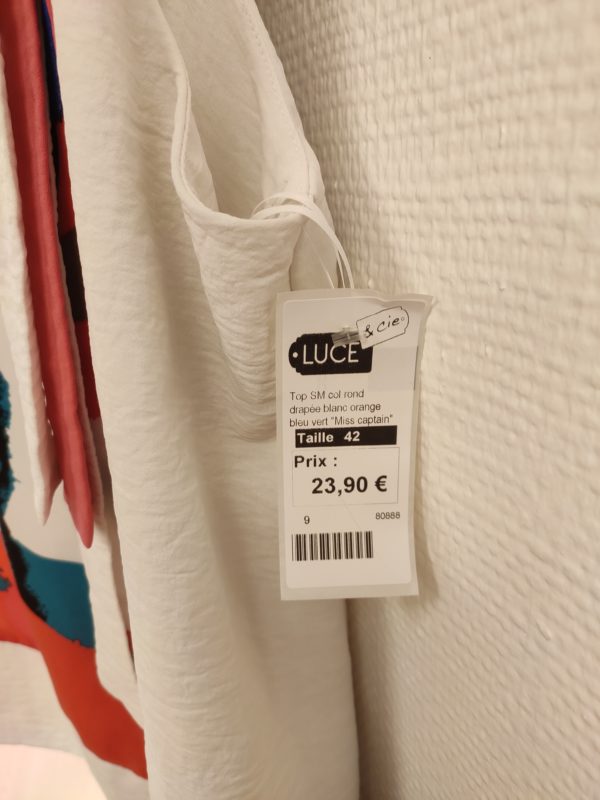 LUCE
& cie
Top SM col rond
drapée blanc orange
bleu vert "Miss captain"
Taille 42
Prix :
23,90 €
9 80888